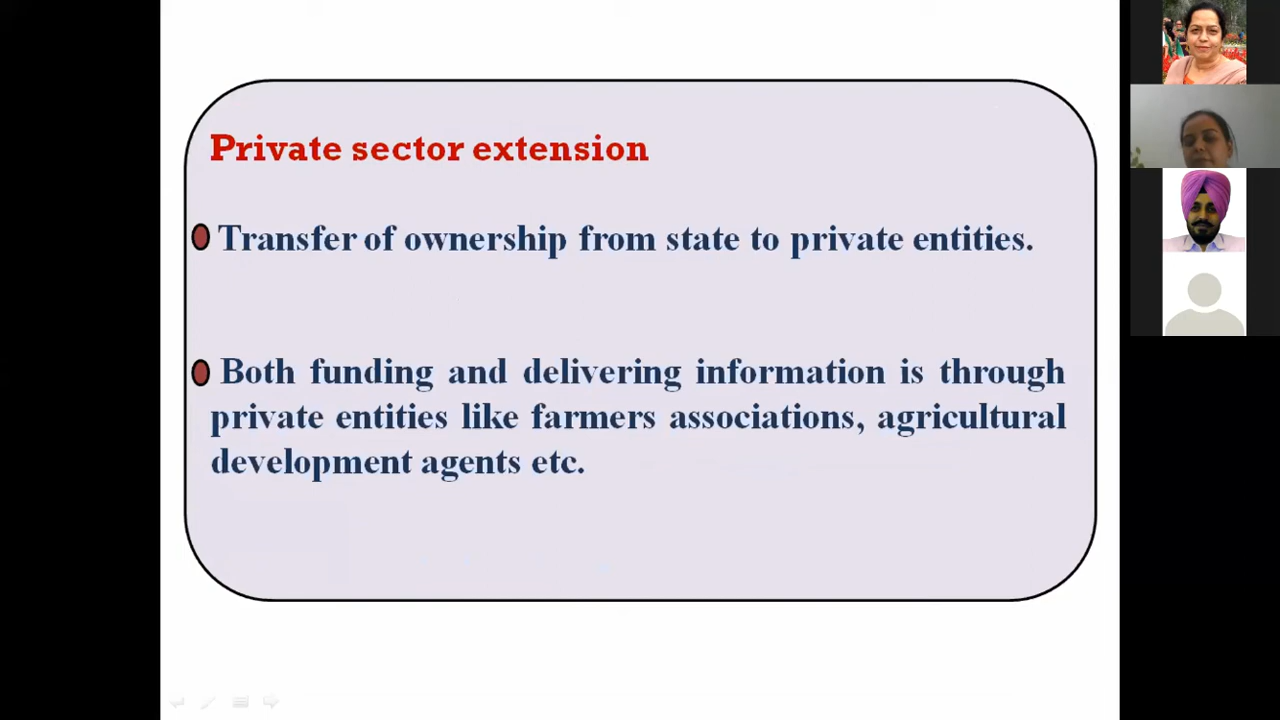 Private sector extension
Transfer of ownership from state to private entities.
Both funding and delivering information is through
private entities like farmers associations, agricultural
development agents etc.